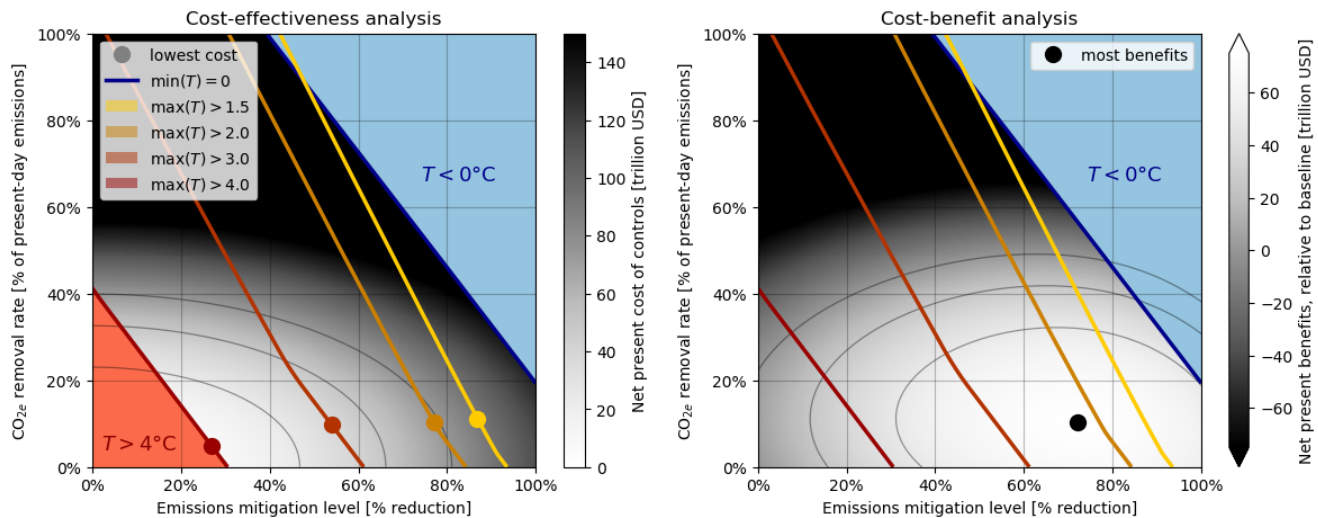 Cost-effectiveness analysis
CO₂ₑ removal rate [% of present-day emissions]
100%
80%
60%
40%
20%
0%
lowest cost
min(T) = 0
max(T) > 1.5
max(T) > 2.0
max(T) > 3.0
max(T) > 4.0
T < 0°C
T > 4°C
0%
20%
40%
60%
80%
100%
Emissions mitigation level [% reduction]
140
120
100
80
60
40
20
0
Net present cost of controls [trillion USD]
Cost-benefit analysis
CO₂ₑ removal rate [% of present-day emissions]
100%
80%
60%
40%
20%
0%
most benefits
T < 0°C
0%
20%
40%
60%
80%
100%
Emissions mitigation level [% reduction]
60
40
20
0
−20
−40
−60
Net present benefits, relative to baseline [trillion USD]